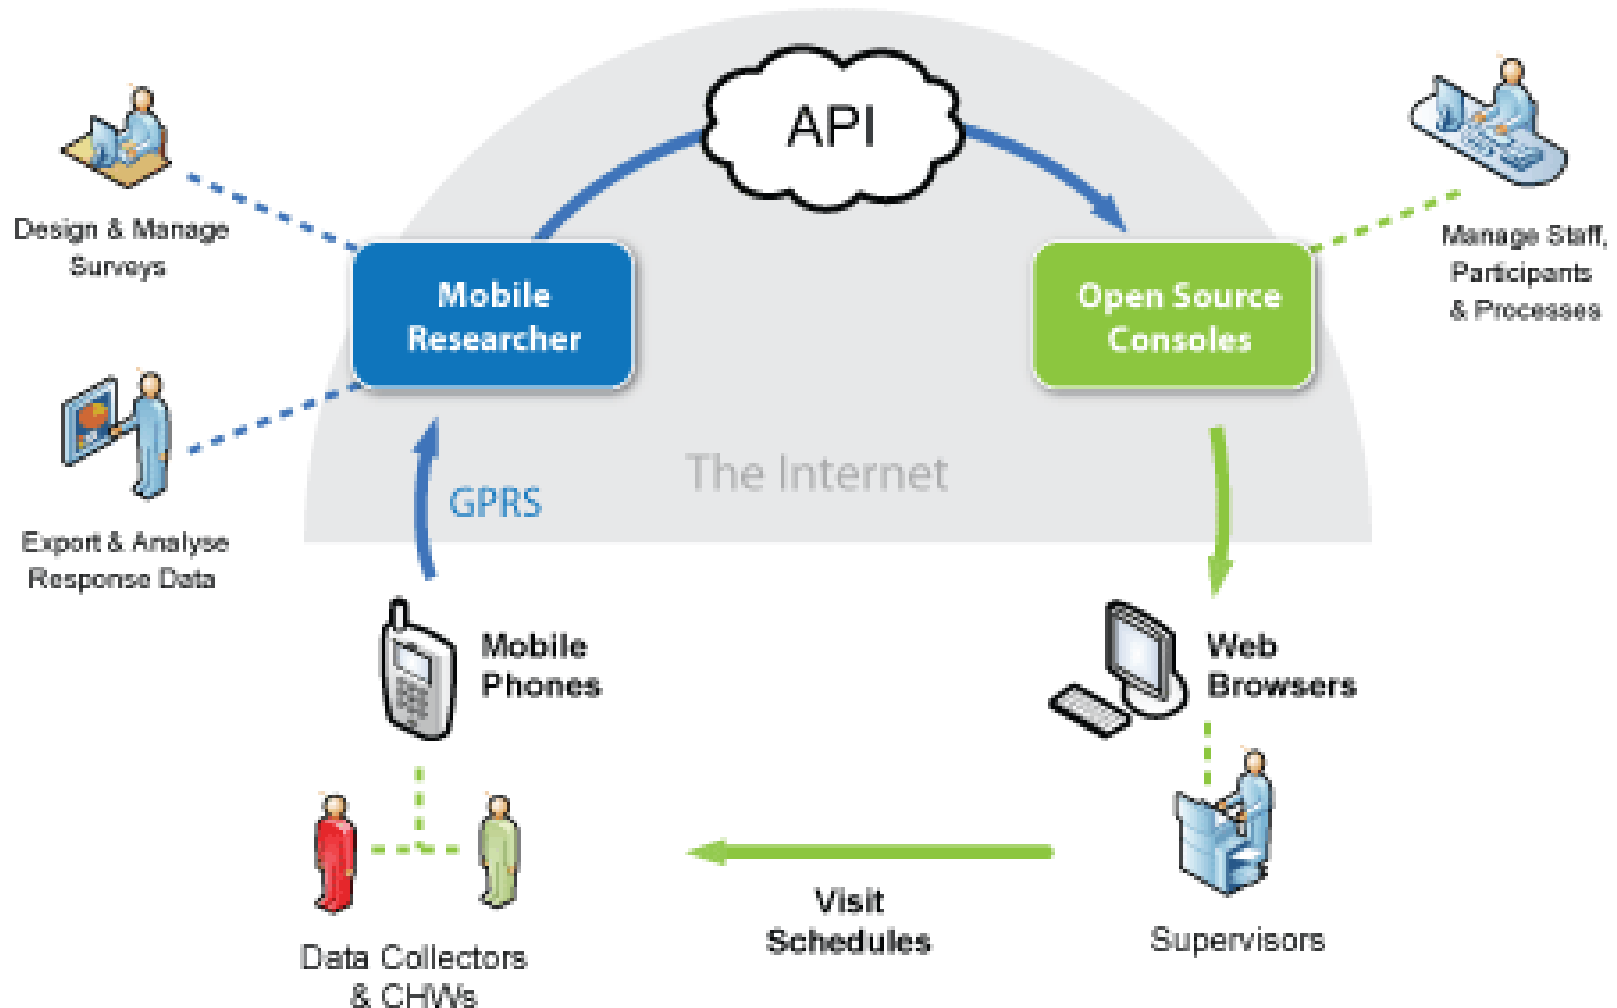 API
Design & Manage
Surveys
Mobile
Researcher
Open Source
Consoles
Manage Staff,
Participants
& Processes
The Internet
GPRS
Export & Analyse
Response Data
Mobile
Phones
Web
Browsers
Visit
Schedules
Supervisors
Data Collectors
& CHWs